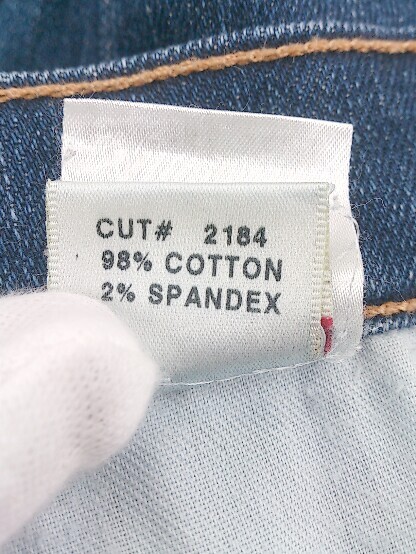 CUT# 2184
98% COTTON
2% SPANDEX